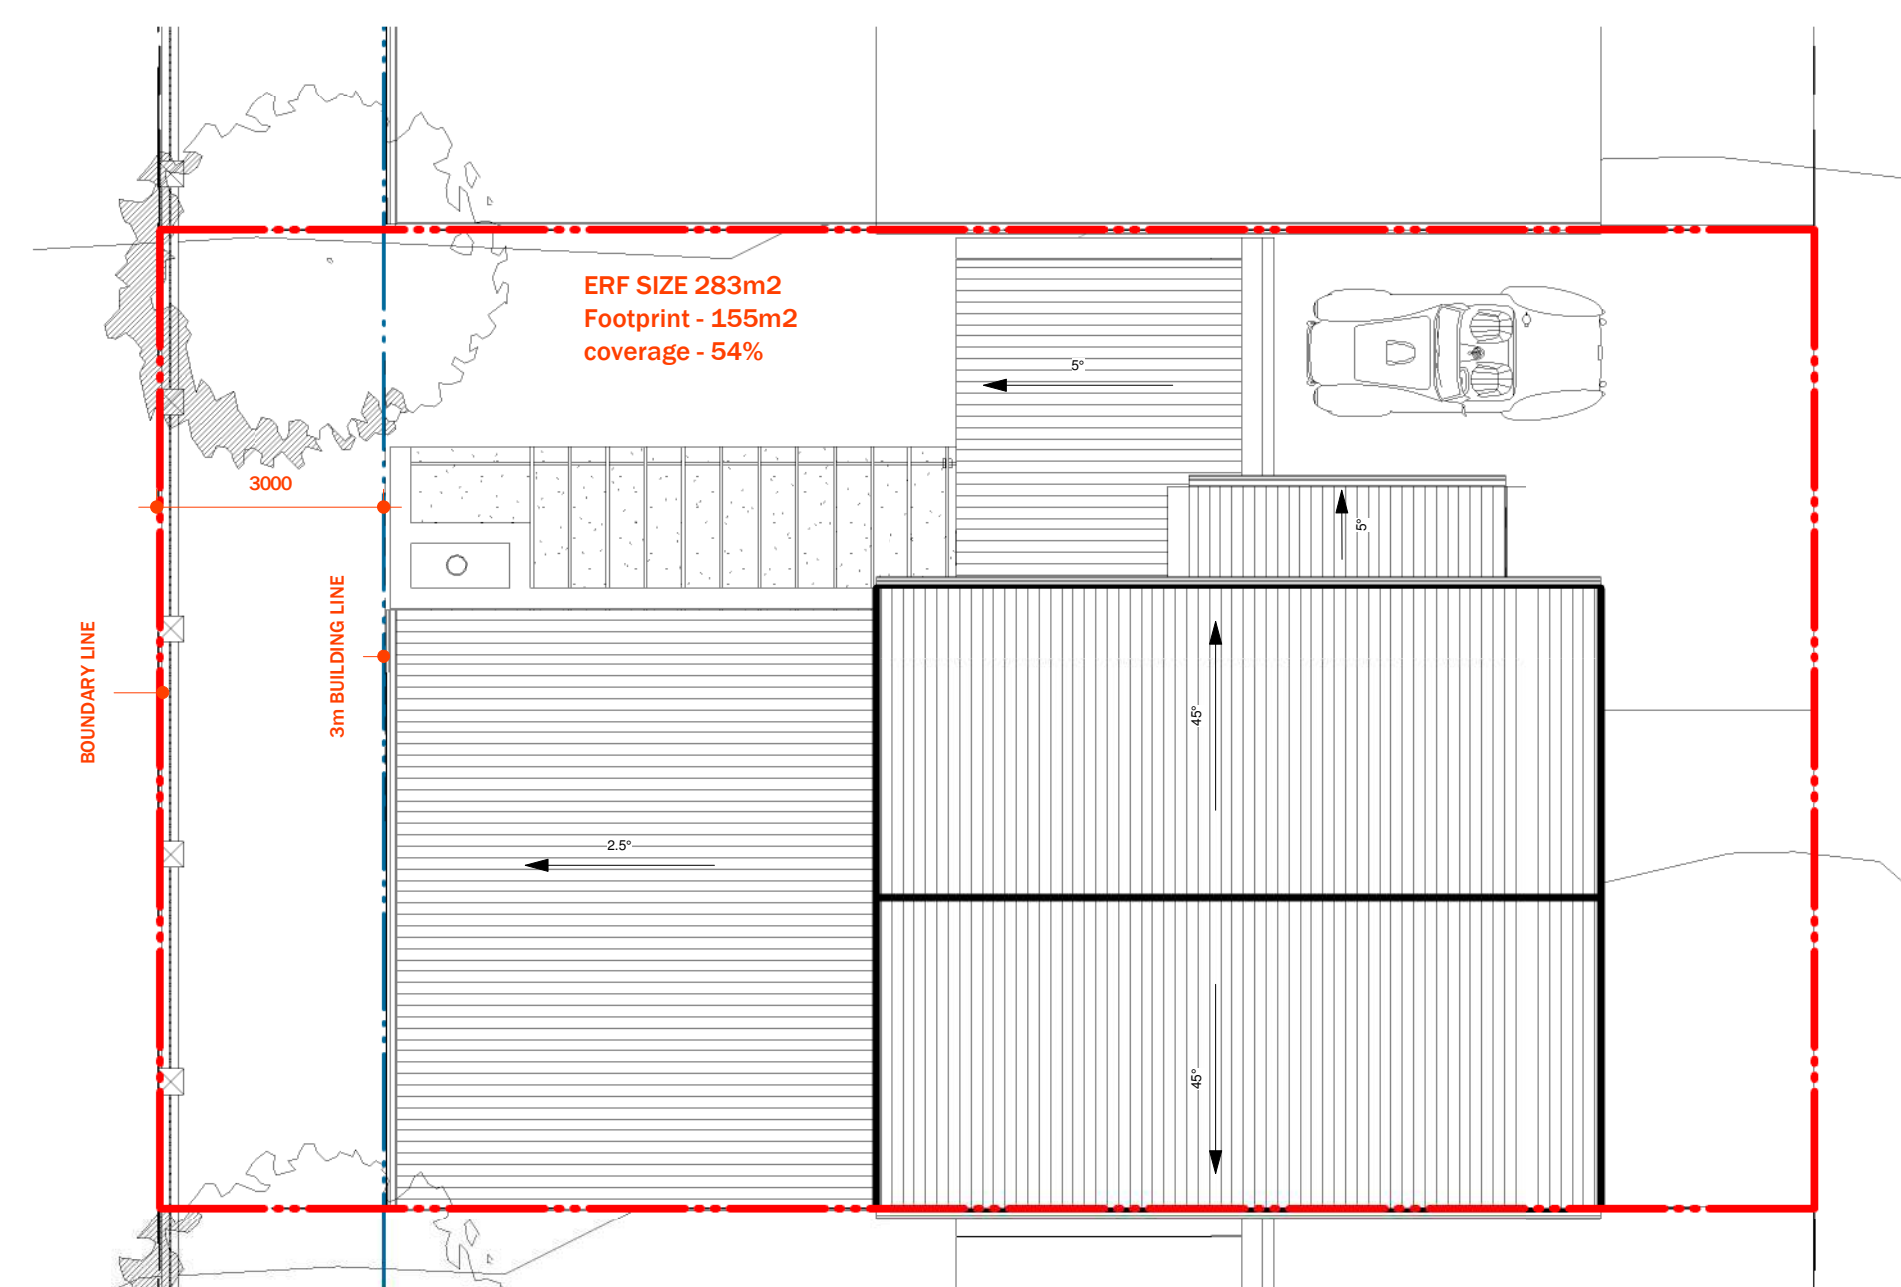 ERF SIZE 283m2
Footprint - 155m2
coverage - 54%
5°
3000
5°
BOUNDARY LINE
3m BUILDING LINE
45°
2.5°
45°